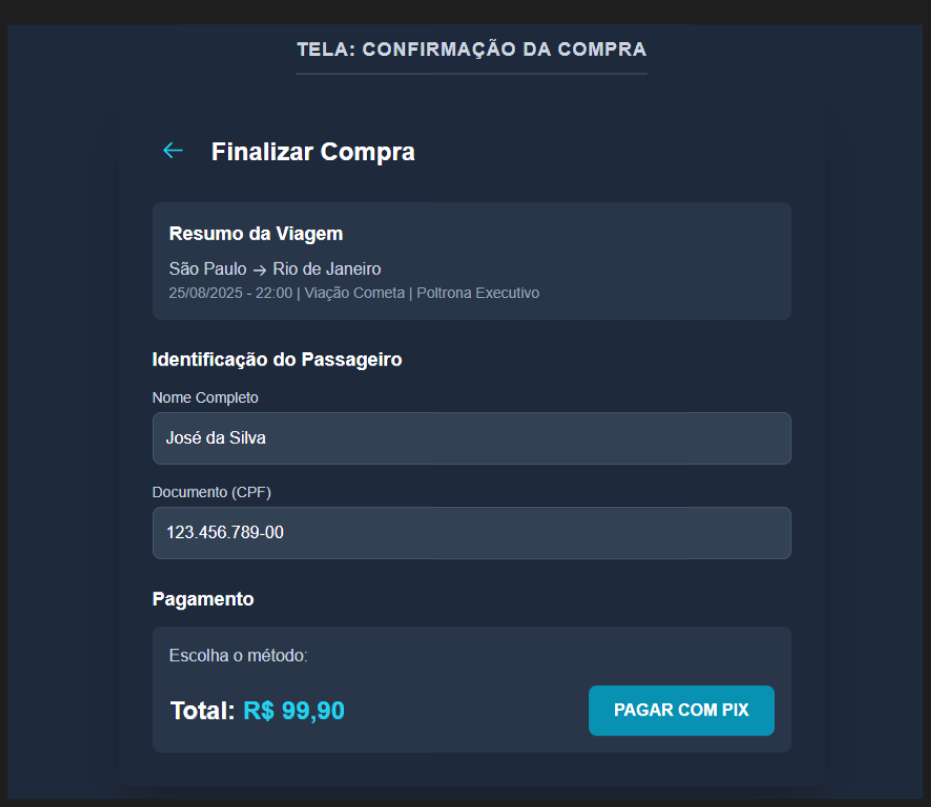 TELA: CONFIRMAÇÃO DA COMPRA
← Finalizar Compra
Resumo da Viagem
São Paulo → Rio de Janeiro
25/08/2025 - 22:00 | Viação Cometa | Poltrona Executivo
Identificação do Passageiro
Nome Completo
José da Silva
Documento (CPF)
123.456.789-00
Pagamento
Escolha o método:
Total: R$ 99,90
PAGAR COM PIX